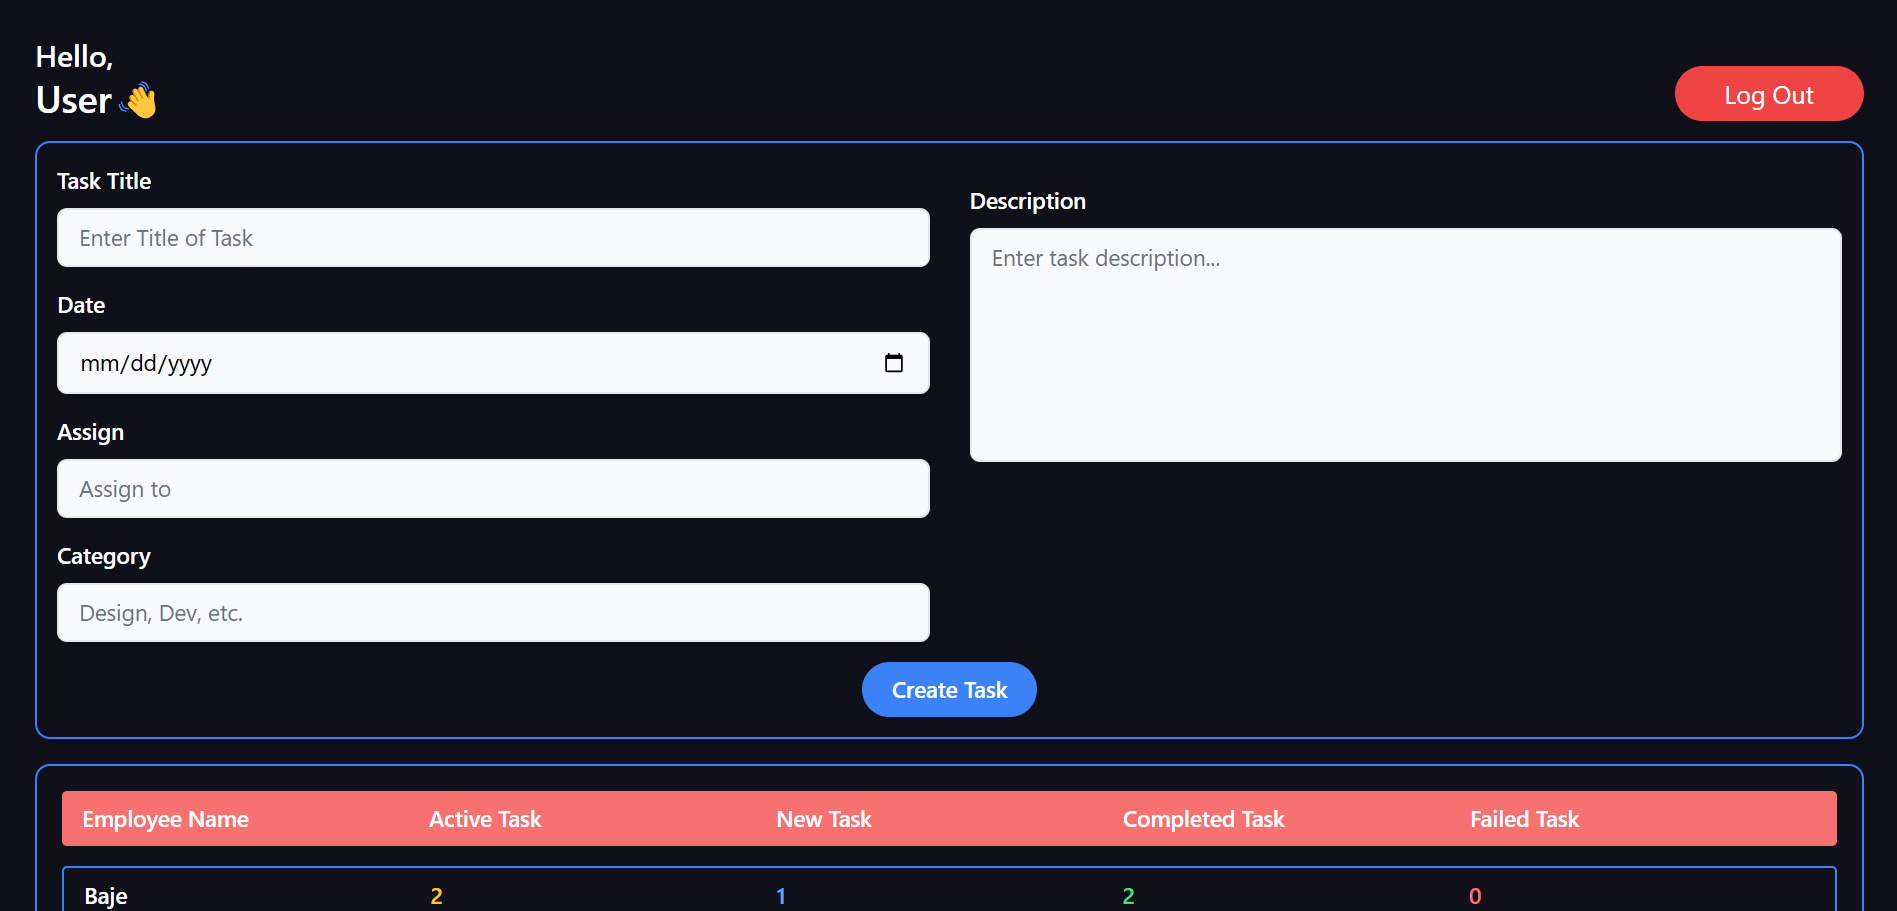 Hello,
User 👋
Log Out
Task Title
Enter Title of Task
Date
mm/dd/yyyy
Assign
Assign to
Category
Design, Dev, etc.
Description
Enter task description...
Create Task
Employee Name Active Task New Task Completed Task Failed Task
Baje 2 1 2 0